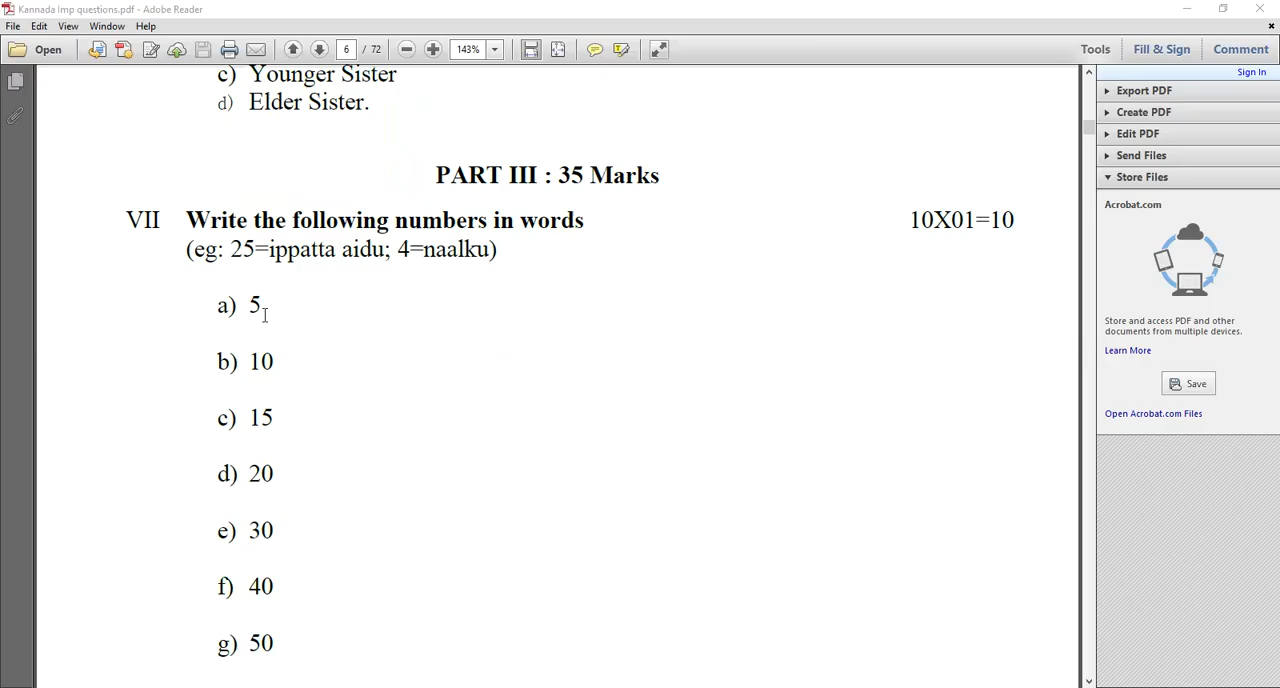 Kannada Imp questions.pdf - Adobe Reader
File Edit View Window Help
Open 6 / 72 143% Tools Fill & Sign Comment
Sign In
c) Younger Sister
d) Elder Sister.
PART III : 35 Marks
VII Write the following numbers in words 10X01=10
(eg: 25=ippatta aidu; 4=naalku)
a) 5
b) 10
c) 15
d) 20
e) 30
f) 40
g) 50
Export PDF
Create PDF
Edit PDF
Send Files
Store Files
Acrobat.com
Store and access PDF and other
documents from multiple devices.
Learn More
Save
Open Acrobat.com Files